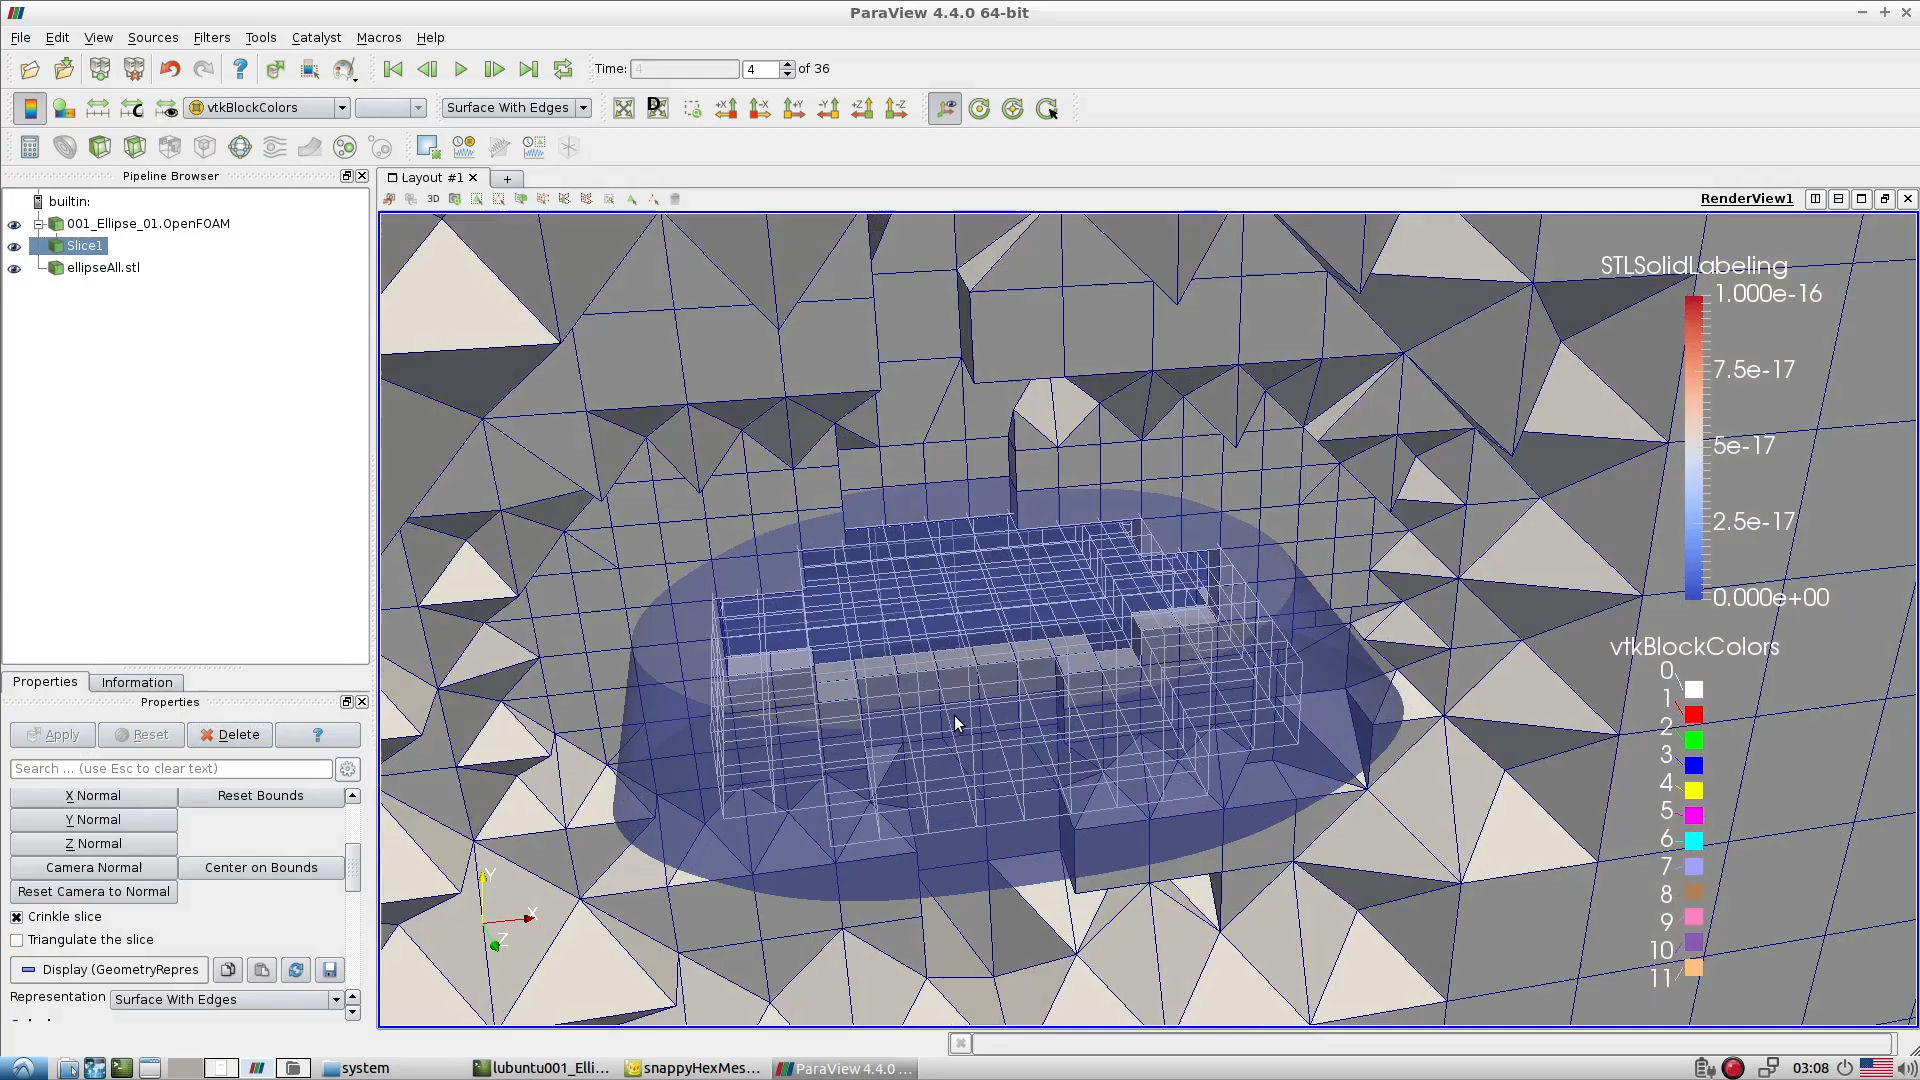 ParaView 4.4.0 64-bit
File Edit View Sources Filters Tools Catalyst Macros Help
Time: 4 4 of 36
vtkBlockColors Surface With Edges
+X -X +Y -Y +Z -Z
Pipeline Browser
Layout #1
3D
RenderView1
builtin:
001_Ellipse_01.OpenFOAM
Slice1
ellipseAll.stl
STLSolidLabeling
1.000e-16
7.5e-17
5e-17
2.5e-17
0.000e+00
vtkBlockColors
0
1
2
3
4
5
6
7
8
9
10
11
Y
X
Z
Properties Information
Properties
Apply Reset Delete ?
Search ... (use Esc to clear text)
X Normal Reset Bounds
Y Normal
Z Normal
Camera Normal Center on Bounds
Reset Camera to Normal
Crinkle slice
Triangulate the slice
Display (GeometryRepres
Representation Surface With Edges
system lubuntu001_Elli... snappyHexMes... ParaView 4.4.0 ... 03:08